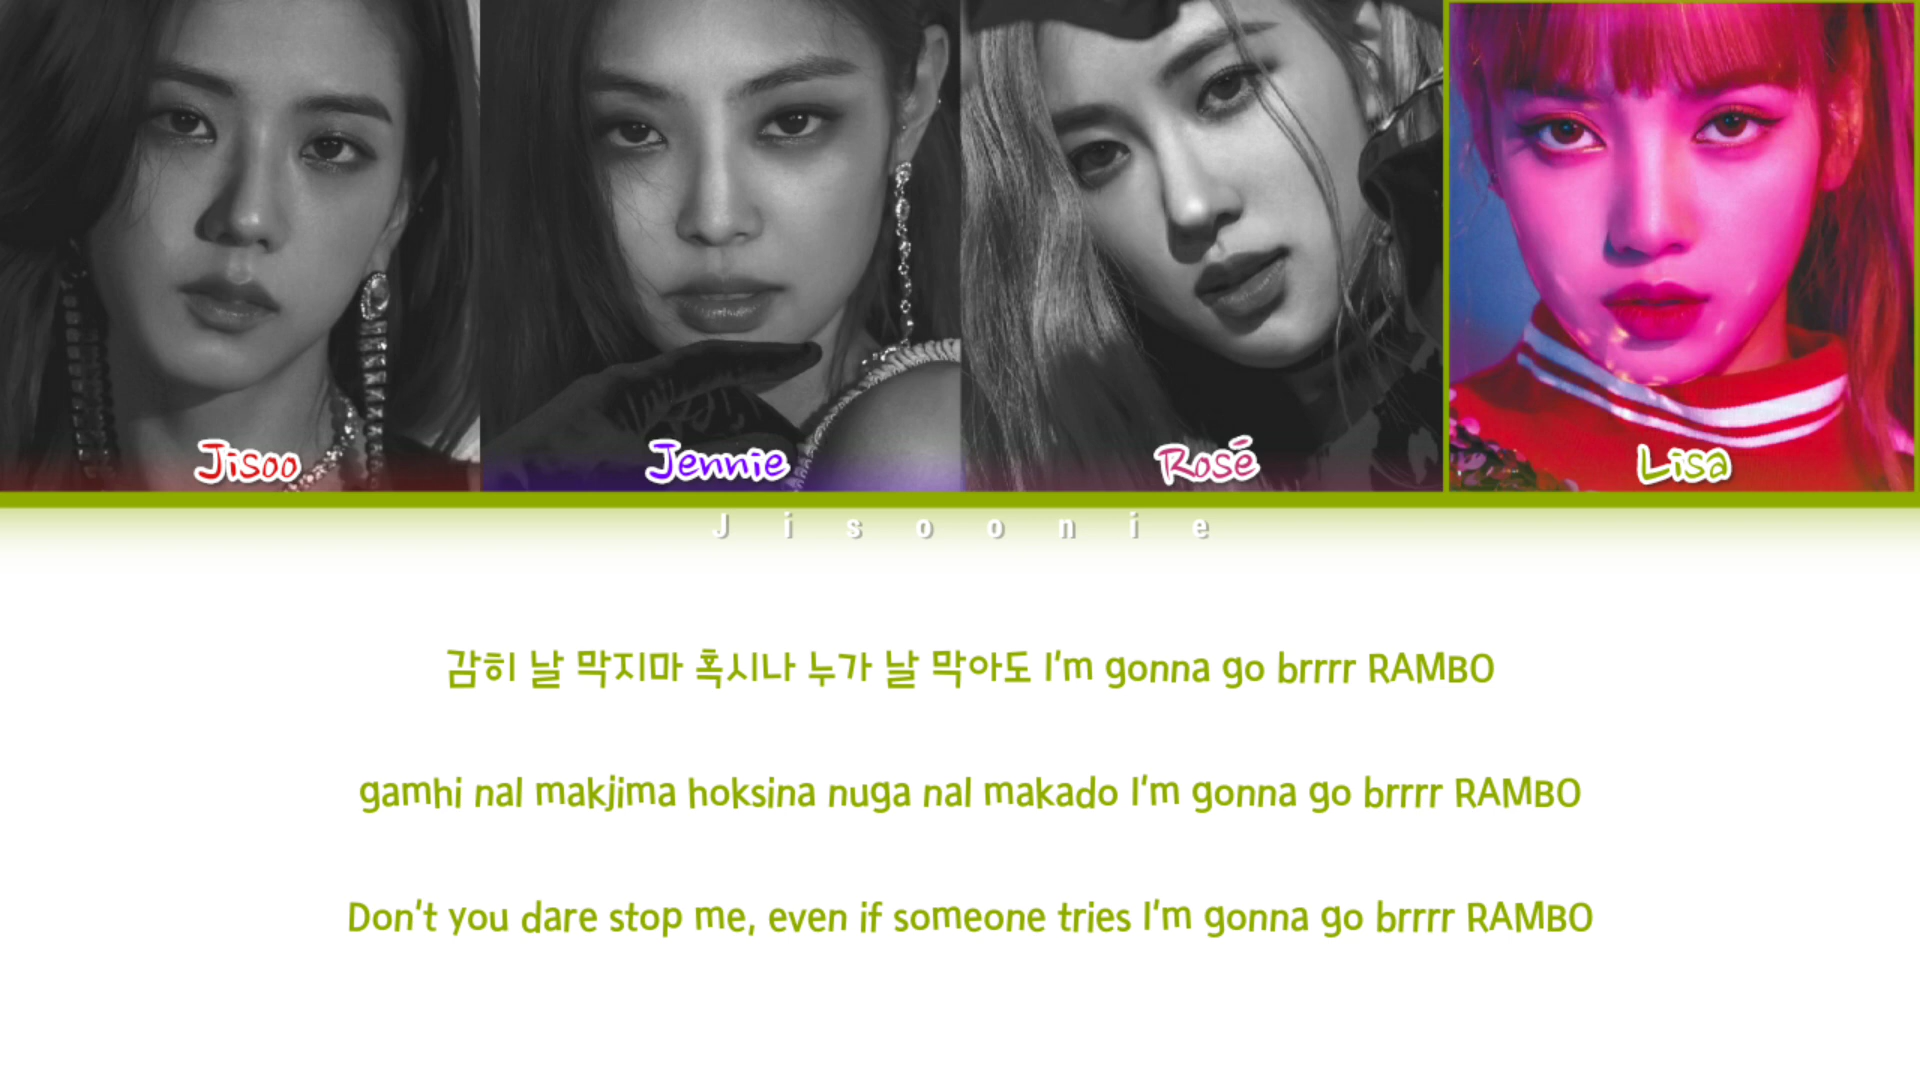 Jisoo
Jennie
Rosé
Lisa
Jisoonie
감히 날 막지마 혹시나 누가 날 막아도 I'm gonna go brrrr RAMBO
gamhi nal makjima hoksina nuga nal makado I'm gonna go brrrr RAMBO
Don't you dare stop me, even if someone tries I'm gonna go brrrr RAMBO